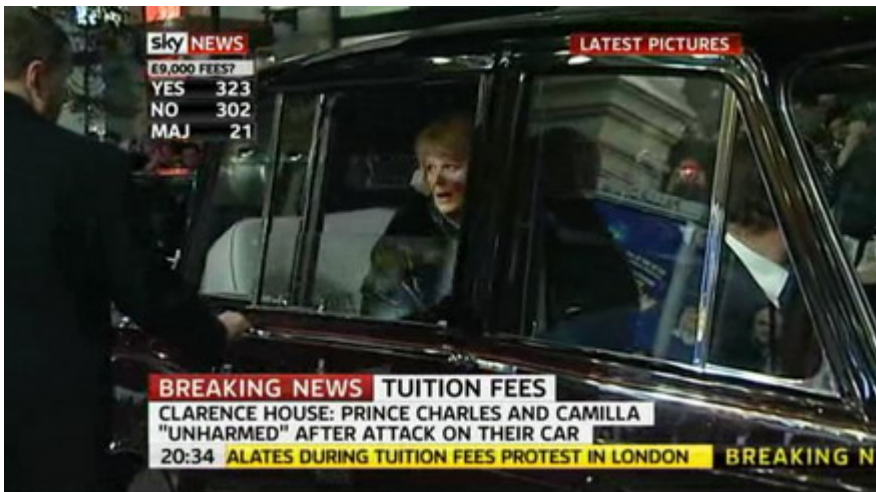 sky NEWS
LATEST PICTURES
£9,000 FEES?
YES 323
NO 302
MAJ 21
BREAKING NEWS TUITION FEES
CLARENCE HOUSE: PRINCE CHARLES AND CAMILLA
"UNHARMED" AFTER ATTACK ON THEIR CAR
20:34 ALATES DURING TUITION FEES PROTEST IN LONDON BREAKING N